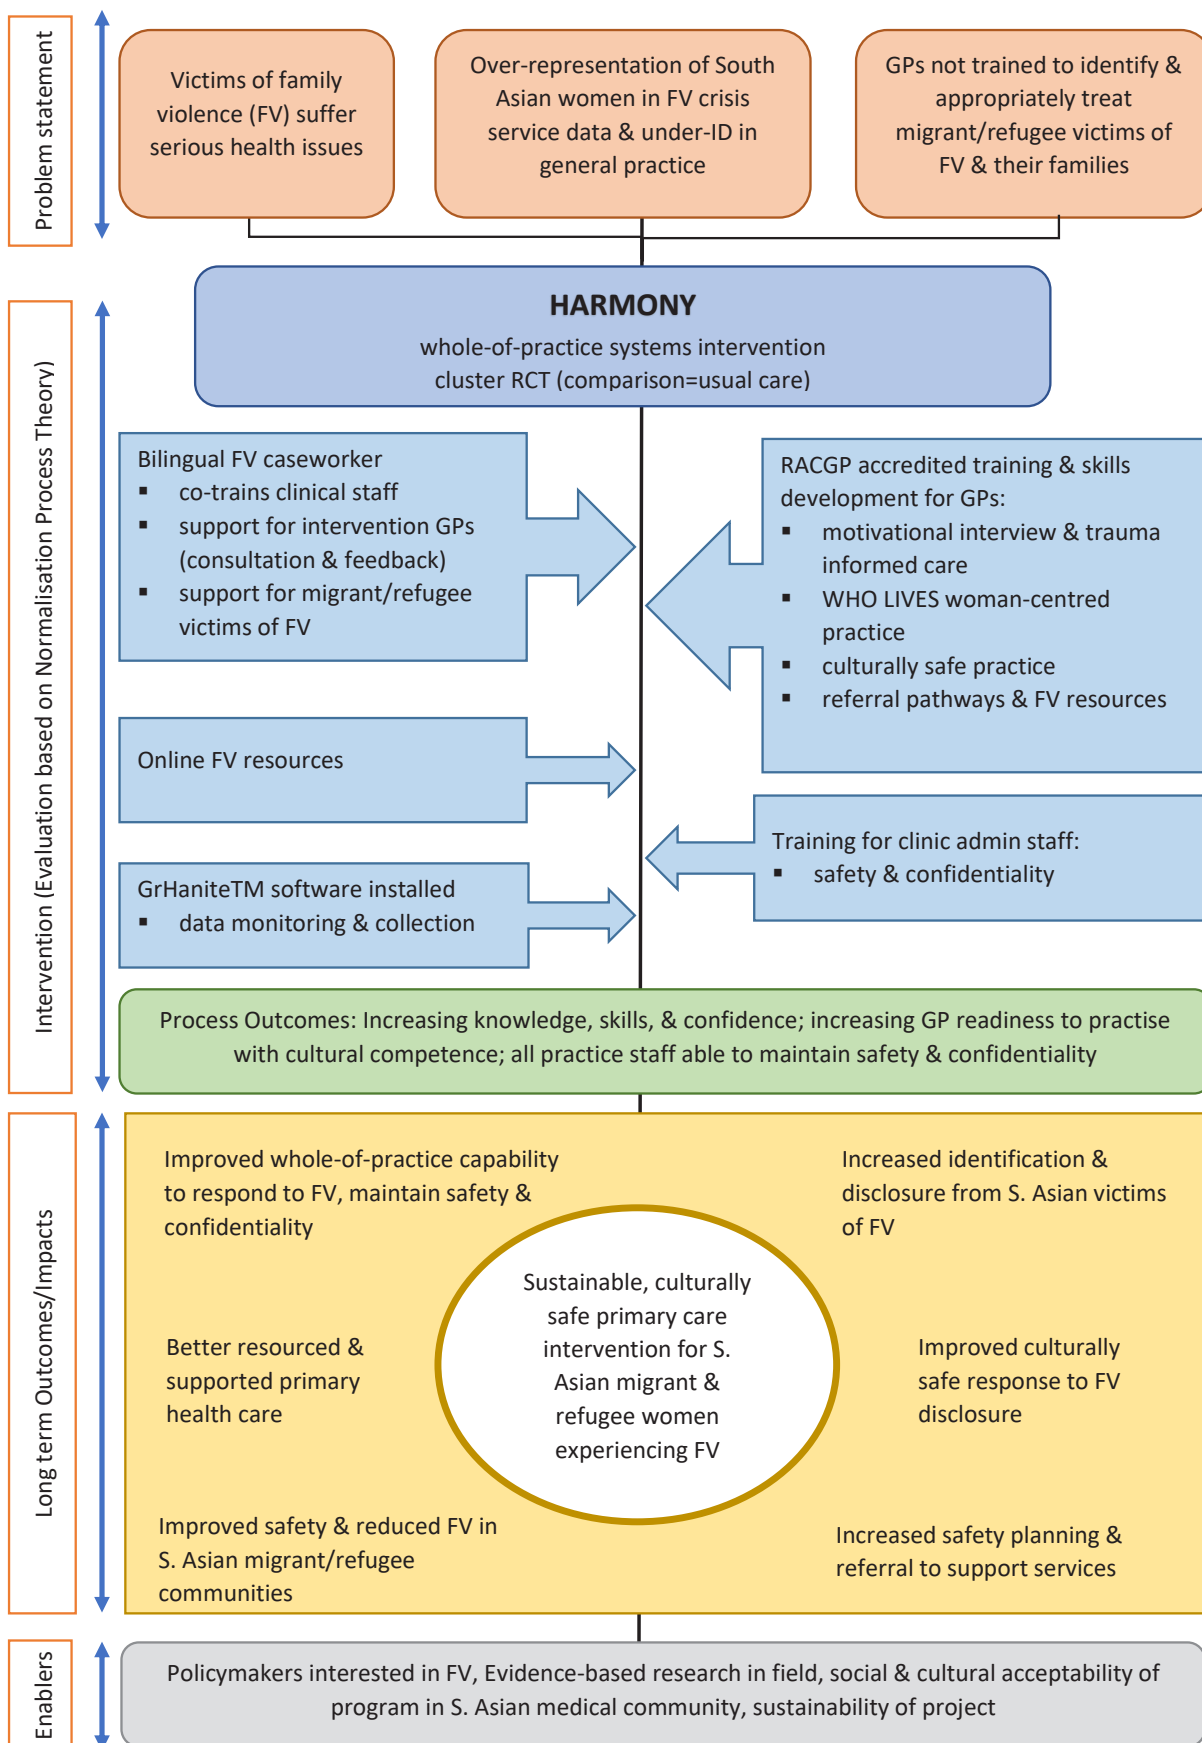 Problem statement
Victims of family
violence (FV) suffer
serious health issues
Over-representation of South
Asian women in FV crisis
service data & under-ID in
general practice
GPs not trained to identify &
appropriately treat
migrant/refugee victims of
FV & their families
Intervention (Evaluation based on Normalisation Process Theory)
HARMONY
whole-of-practice systems intervention
cluster RCT (comparison=usual care)
Bilingual FV caseworker
▪ co-trains clinical staff
▪ support for intervention GPs
(consultation & feedback)
▪ support for migrant/refugee
victims of FV
RACGP accredited training & skills
development for GPs:
▪ motivational interview & trauma
informed care
▪ WHO LIVES woman-centred
practice
▪ culturally safe practice
▪ referral pathways & FV resources
Online FV resources
Training for clinic admin staff:
▪ safety & confidentiality
GrHaniteTM software installed
▪ data monitoring & collection
Process Outcomes: Increasing knowledge, skills, & confidence; increasing GP readiness to practise
with cultural competence; all practice staff able to maintain safety & confidentiality
Long term Outcomes/Impacts
Improved whole-of-practice capability
to respond to FV, maintain safety &
confidentiality
Increased identification &
disclosure from S. Asian victims
of FV
Sustainable, culturally
safe primary care
intervention for S.
Asian migrant &
refugee women
experiencing FV
Better resourced &
supported primary
health care
Improved culturally
safe response to FV
disclosure
Improved safety & reduced FV in
S. Asian migrant/refugee
communities
Increased safety planning &
referral to support services
Enablers
Policymakers interested in FV, Evidence-based research in field, social & cultural acceptability of
program in S. Asian medical community, sustainability of project